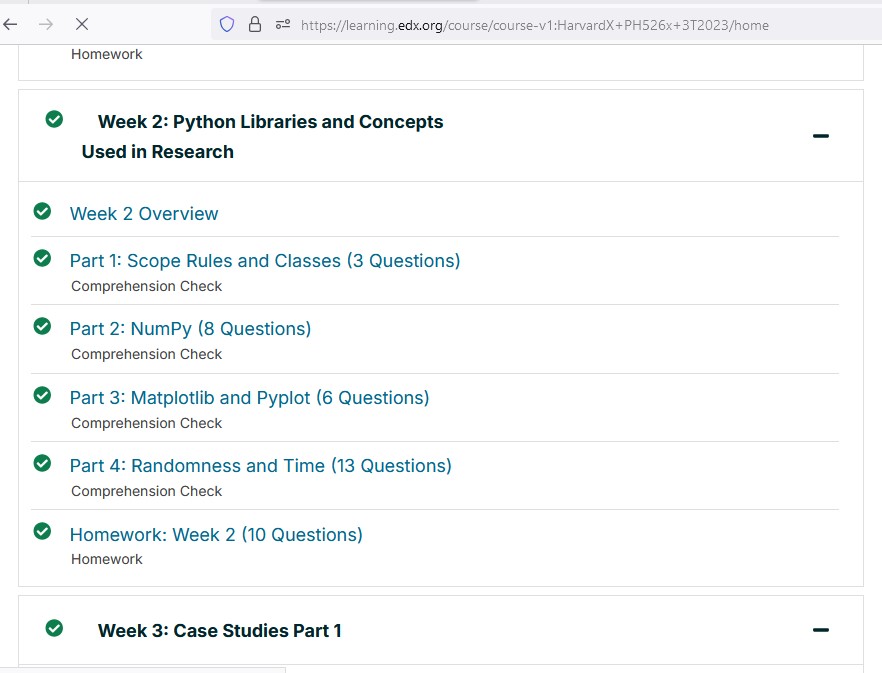 https://learning.edx.org/course/course-v1:HarvardX+PH526x+3T2023/home
Homework
Week 2: Python Libraries and Concepts
Used in Research
Week 2 Overview
Part 1: Scope Rules and Classes (3 Questions)
Comprehension Check
Part 2: NumPy (8 Questions)
Comprehension Check
Part 3: Matplotlib and Pyplot (6 Questions)
Comprehension Check
Part 4: Randomness and Time (13 Questions)
Comprehension Check
Homework: Week 2 (10 Questions)
Homework
Week 3: Case Studies Part 1